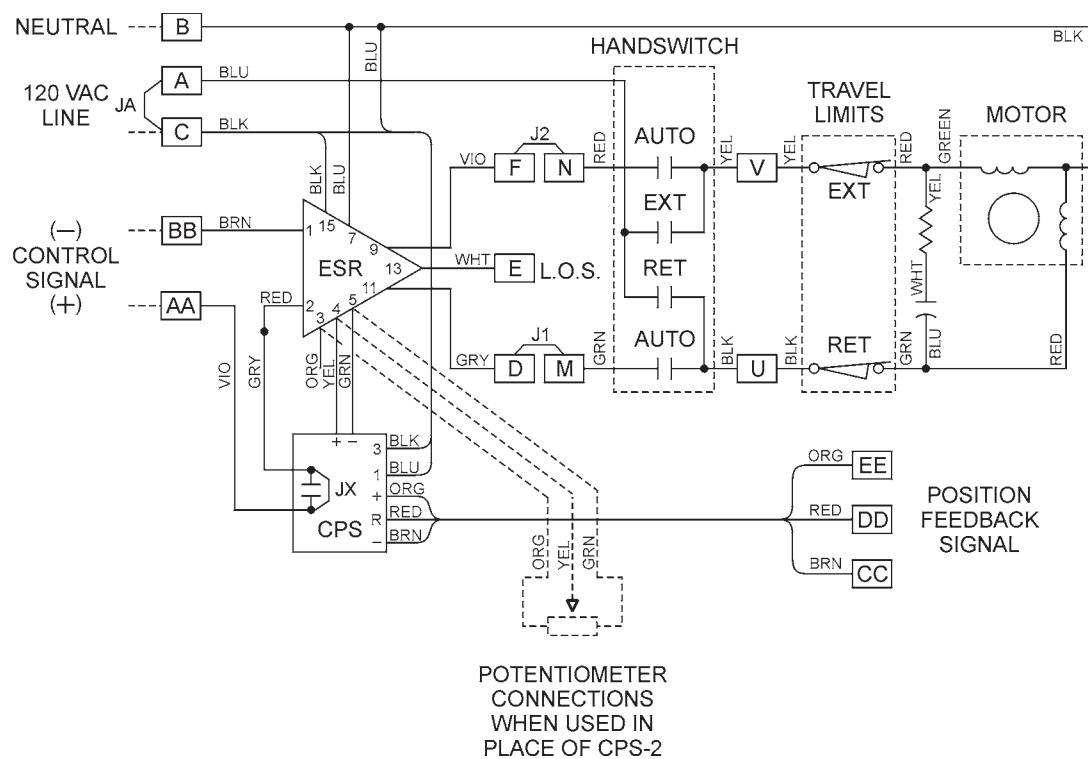 NEUTRAL
B
BLU
BLK
HANDSWITCH
A
BLU
120 VAC
LINE
JA
C
BLK
TRAVEL
LIMITS
MOTOR
BLK
BLU
VIO
F
J2
N
RED
AUTO
YEL
V
YEL
EXT
RED
GREEN
YEL
EXT
(—)
CONTROL
SIGNAL
(+)
BB
BRN
AA
1
15
7
9
ESR
13
11
2
3
4
5
RED
WHT
E
L.O.S.
RET
WHT
BLU
RED
VIO
GRY
ORG
YEL
GRN
GRY
D
J1
M
GRN
AUTO
BLK
U
BLK
RET
GRN
+ −
3
BLK
1
BLU
+
ORG
R
RED
−
BRN
JX
CPS
ORG
EE
RED
DD
BRN
CC
POSITION
FEEDBACK
SIGNAL
ORG
YEL
GRN
POTENTIOMETER
CONNECTIONS
WHEN USED IN
PLACE OF CPS-2